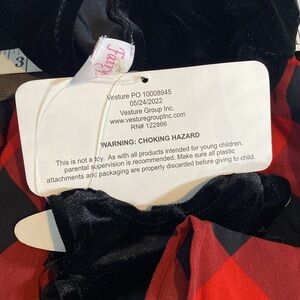 3
Fairy
Vesture PO 10008945
05/24/2022
Vesture Group Inc.
www.vesturegroupinc.com
RN# 122866
WARNING: CHOKING HAZARD
This is not a toy. As with all products intended for young children,
parental supervision is recommended. Make sure all plastic
attachments and packaging are properly discarded before giving to child.